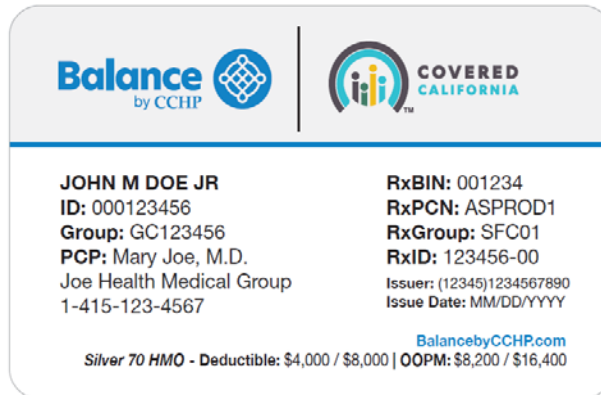 Balance
by CCHP
COVERED
CALIFORNIA
TM
JOHN M DOE JR
ID: 000123456
Group: GC123456
PCP: Mary Joe, M.D.
Joe Health Medical Group
1-415-123-4567
RxBIN: 001234
RxPCN: ASPROD1
RxGroup: SFC01
RxID: 123456-00
Issuer: (12345)1234567890
Issue Date: MM/DD/YYYY
BalancebyCCHP.com
Silver 70 HMO - Deductible: $4,000 / $8,000 | OOPM: $8,200 / $16,400